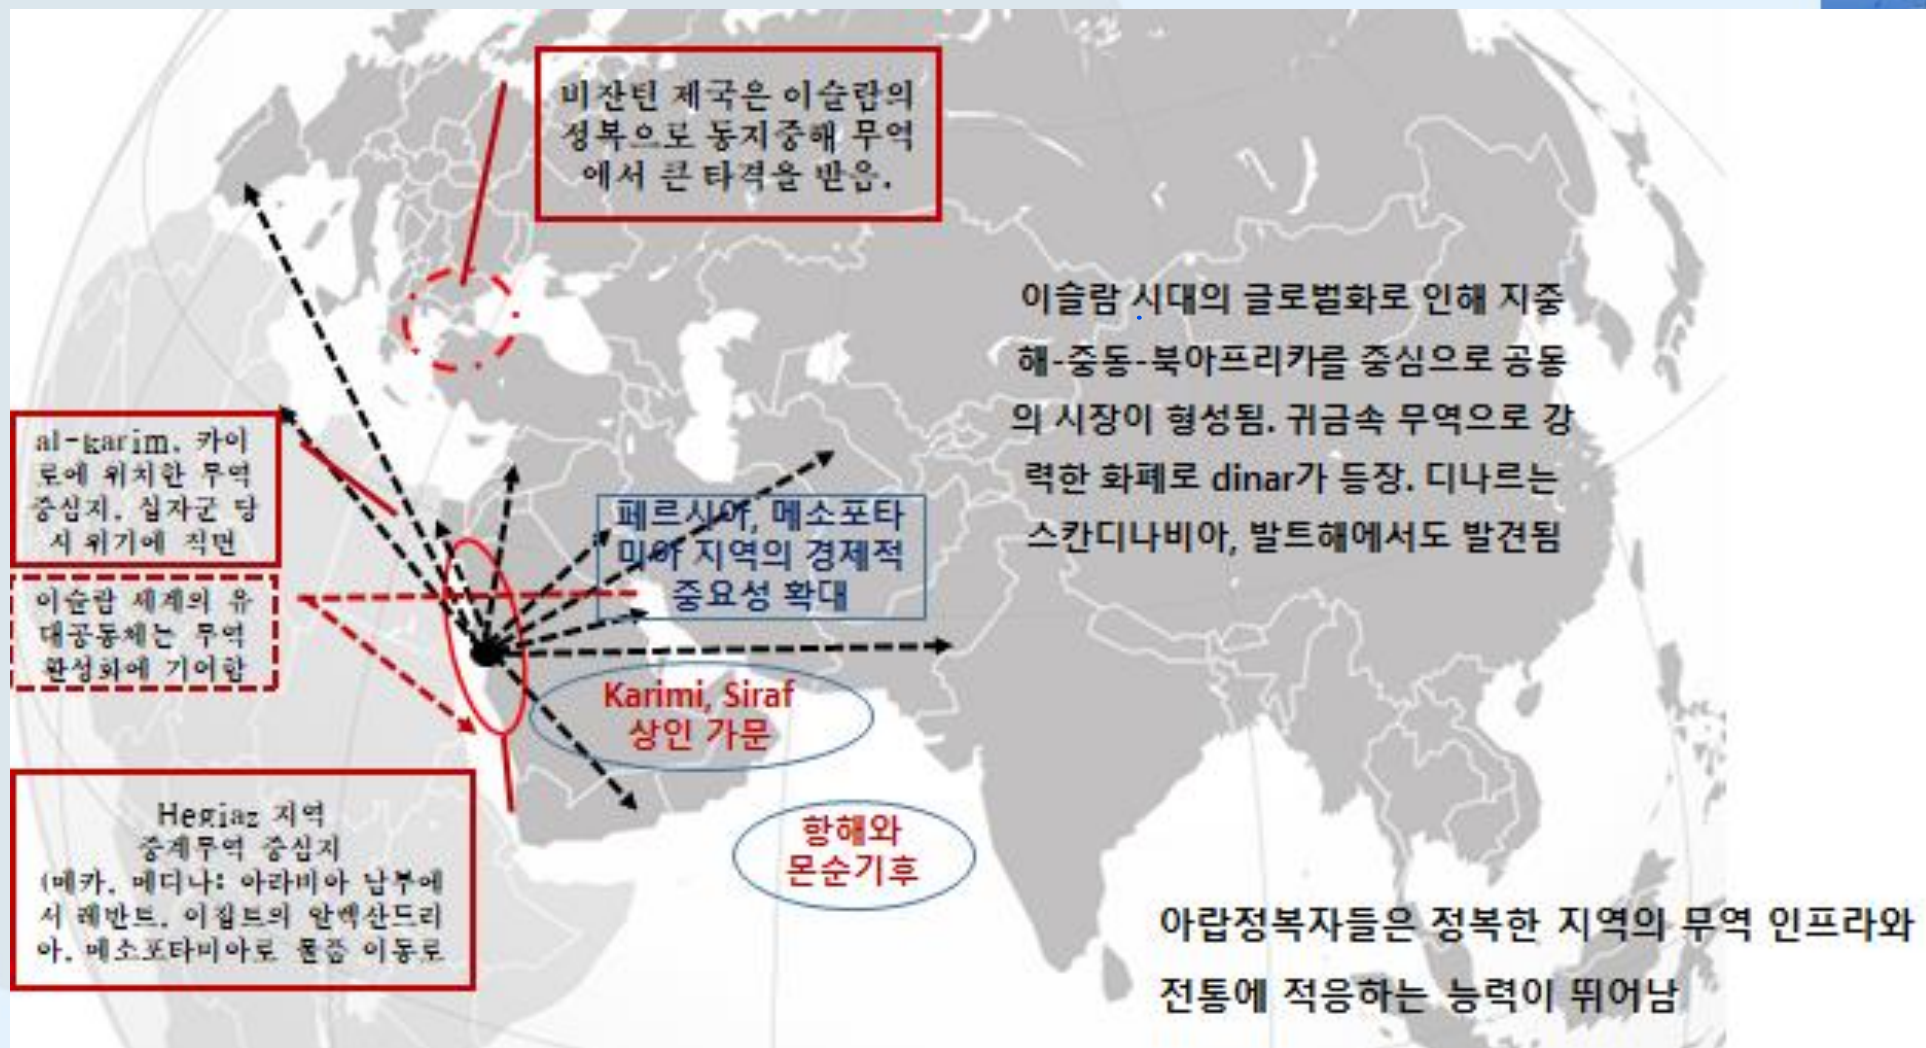 비잔틴 제국은 이슬람의
정복으로 동지중해 무역
에서 큰 타격을 받음.
이슬람 시대의 글로벌화로 인해 지중
해-중동-북아프리카를 중심으로 공동
의 시장이 형성됨. 귀금속 무역으로 강
력한 화폐로 dinar가 등장. 디나르는
스칸디나비아, 발트해에서도 발견됨
al-karim. 카이
로에 위치한 무역
중심지. 십자군 당
시 위기에 직면
페르시아, 메소포타
미아 지역의 경제적
중요성 확대
이슬람 세계의 유
대공동체는 무역
활성화에 기여함
Karimi, Siraf
상인 가문
Hegiaz 지역
중계무역 중심지
(메카. 메디나: 아라비아 남부에
서 레반트. 이집트의 알렉산드리
아. 메소포타미아로 물품 이동로
항해와
몬순기후
아랍정복자들은 정복한 지역의 무역 인프라와
전통에 적응하는 능력이 뛰어남